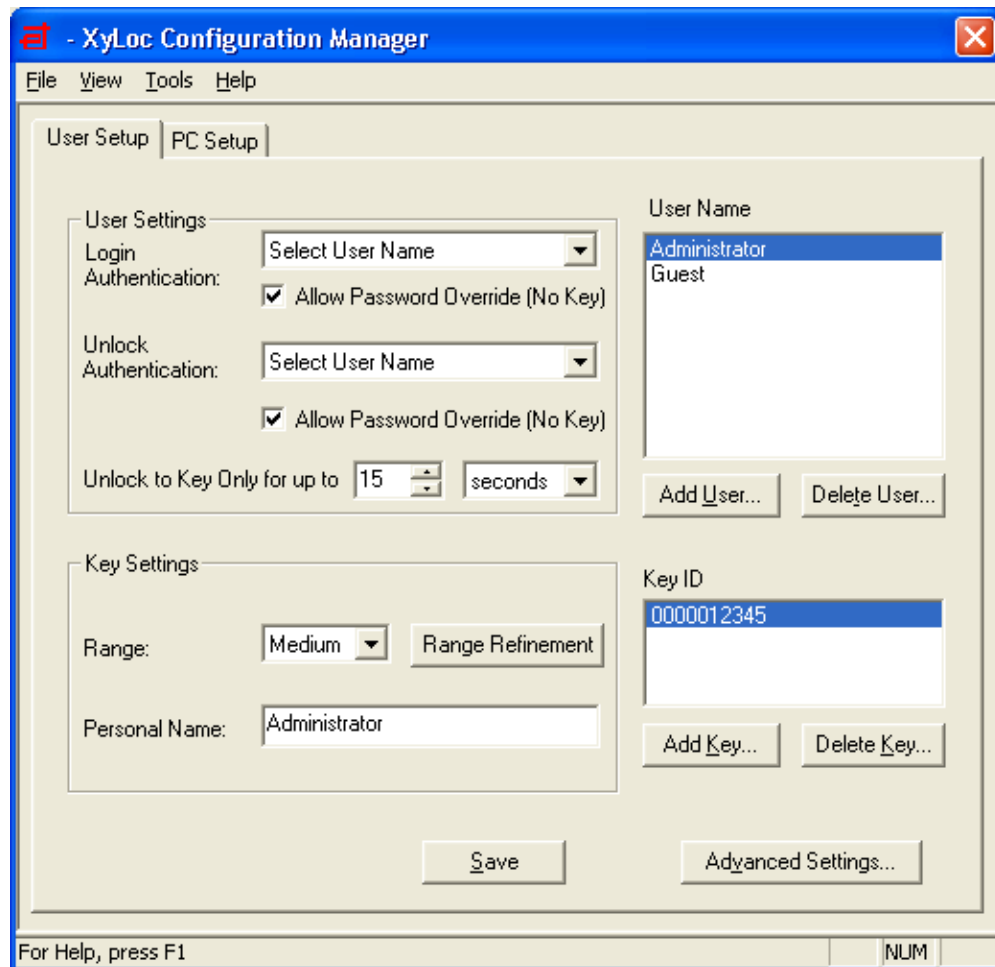 - XyLoc Configuration Manager
File View Tools Help
User Setup PC Setup
User Settings
Login
Authentication:
Select User Name
Allow Password Override (No Key)
Unlock
Authentication:
Select User Name
Allow Password Override (No Key)
Unlock to Key Only for up to 15 seconds
User Name
Administrator
Guest
Add User... Delete User...
Key Settings
Range: Medium Range Refinement
Personal Name: Administrator
Key ID
0000012345
Add Key... Delete Key...
Save Advanced Settings...
For Help, press F1 NUM